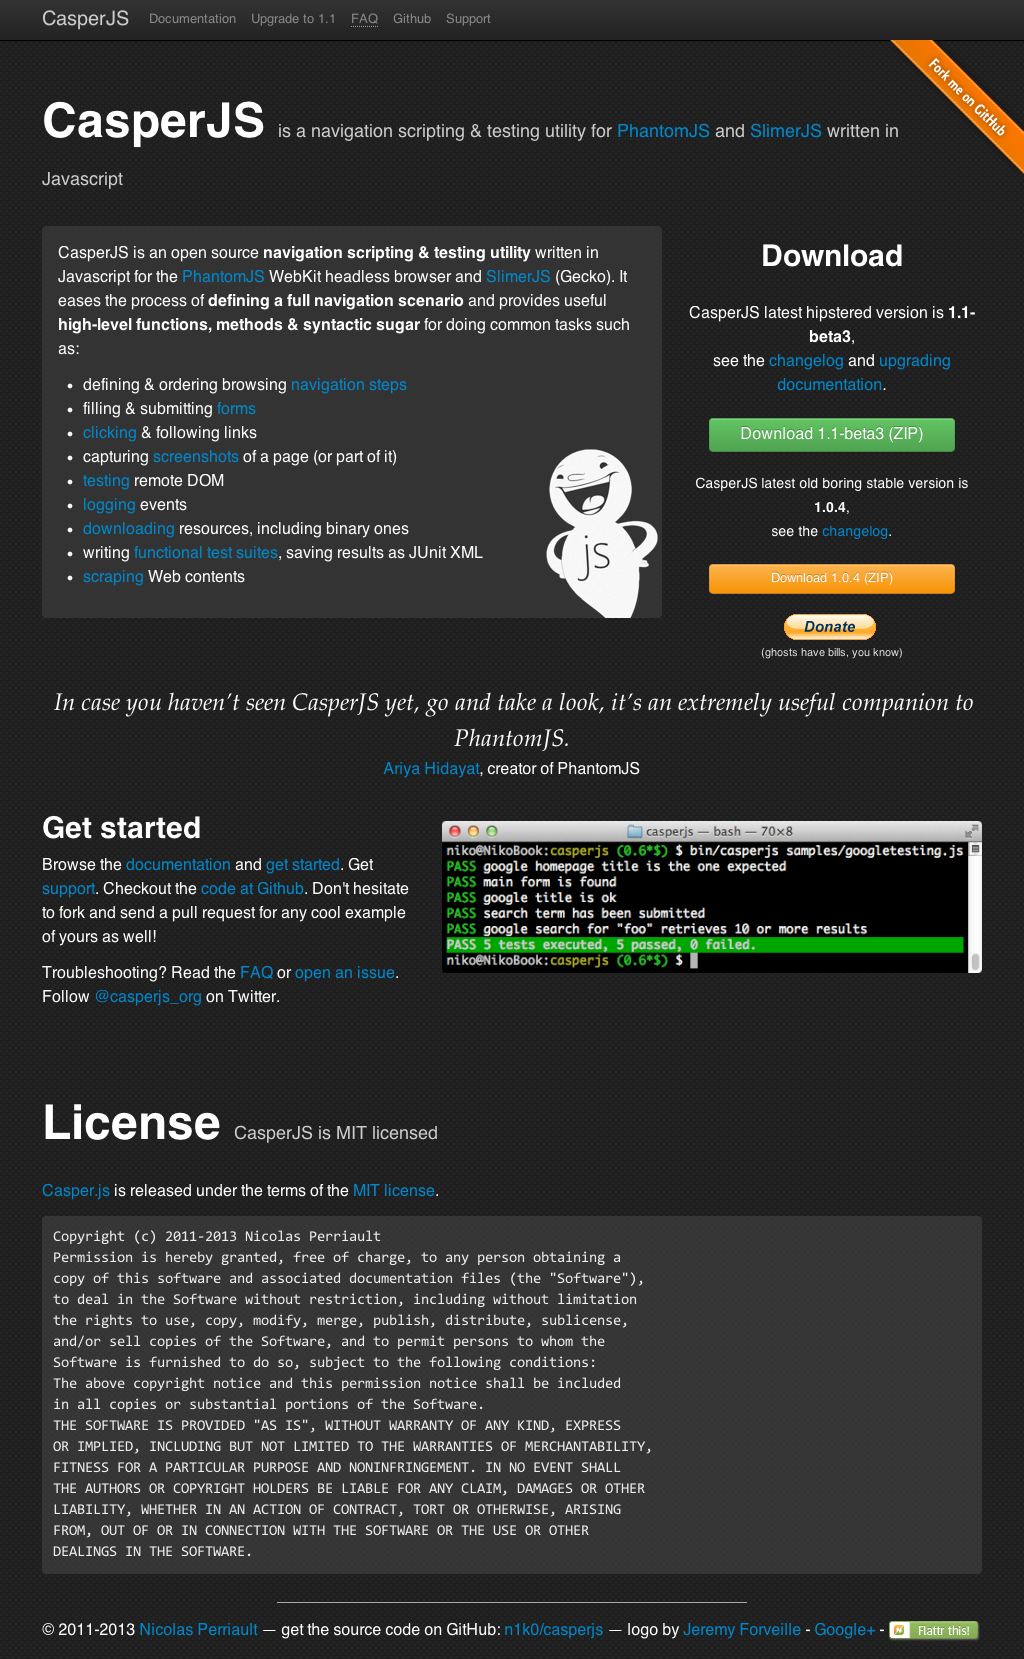 CasperJS Documentation Upgrade to 1.1 FAQ Github Support
Fork me on GitHub
CasperJS is a navigation scripting & testing utility for PhantomJS and SlimerJS written in
Javascript
CasperJS is an open source navigation scripting & testing utility written in
Javascript for the PhantomJS WebKit headless browser and SlimerJS (Gecko). It
eases the process of defining a full navigation scenario and provides useful
high-level functions, methods & syntactic sugar for doing common tasks such
as:
• defining & ordering browsing navigation steps
• filling & submitting forms
• clicking & following links
• capturing screenshots of a page (or part of it)
• testing remote DOM
• logging events
• downloading resources, including binary ones
• writing functional test suites, saving results as JUnit XML
• scraping Web contents
js
Download
CasperJS latest hipstered version is 1.1-
beta3,
see the changelog and upgrading
documentation.
Download 1.1-beta3 (ZIP)
CasperJS latest old boring stable version is
1.0.4,
see the changelog.
Download 1.0.4 (ZIP)
Donate
(ghosts have bills, you know)
In case you haven't seen CasperJS yet, go and take a look, it's an extremely useful companion to
PhantomJS.
Ariya Hidayat, creator of PhantomJS
Get started
Browse the documentation and get started. Get
support. Checkout the code at Github. Don't hesitate
to fork and send a pull request for any cool example
of yours as well!
Troubleshooting? Read the FAQ or open an issue.
Follow @casperjs_org on Twitter.
casperjs — bash — 70×8
niko@NikoBook:casperjs (0.6*$) $ bin/casperjs samples/googletesting.js
PASS google homepage title is the one expected
PASS main form is found
PASS google title is ok
PASS search term has been submitted
PASS google search for "foo" retrieves 10 or more results
PASS 5 tests executed, 5 passed, 0 failed.
niko@NikoBook:casperjs (0.6*$) $
License CasperJS is MIT licensed
Casper.js is released under the terms of the MIT license.
Copyright (c) 2011-2013 Nicolas Perriault
Permission is hereby granted, free of charge, to any person obtaining a
copy of this software and associated documentation files (the "Software"),
to deal in the Software without restriction, including without limitation
the rights to use, copy, modify, merge, publish, distribute, sublicense,
and/or sell copies of the Software, and to permit persons to whom the
Software is furnished to do so, subject to the following conditions:
The above copyright notice and this permission notice shall be included
in all copies or substantial portions of the Software.
THE SOFTWARE IS PROVIDED "AS IS", WITHOUT WARRANTY OF ANY KIND, EXPRESS
OR IMPLIED, INCLUDING BUT NOT LIMITED TO THE WARRANTIES OF MERCHANTABILITY,
FITNESS FOR A PARTICULAR PURPOSE AND NONINFRINGEMENT. IN NO EVENT SHALL
THE AUTHORS OR COPYRIGHT HOLDERS BE LIABLE FOR ANY CLAIM, DAMAGES OR OTHER
LIABILITY, WHETHER IN AN ACTION OF CONTRACT, TORT OR OTHERWISE, ARISING
FROM, OUT OF OR IN CONNECTION WITH THE SOFTWARE OR THE USE OR OTHER
DEALINGS IN THE SOFTWARE.
© 2011-2013 Nicolas Perriault — get the source code on GitHub: n1k0/casperjs — logo by Jeremy Forveille - Google+ - Flattr this!